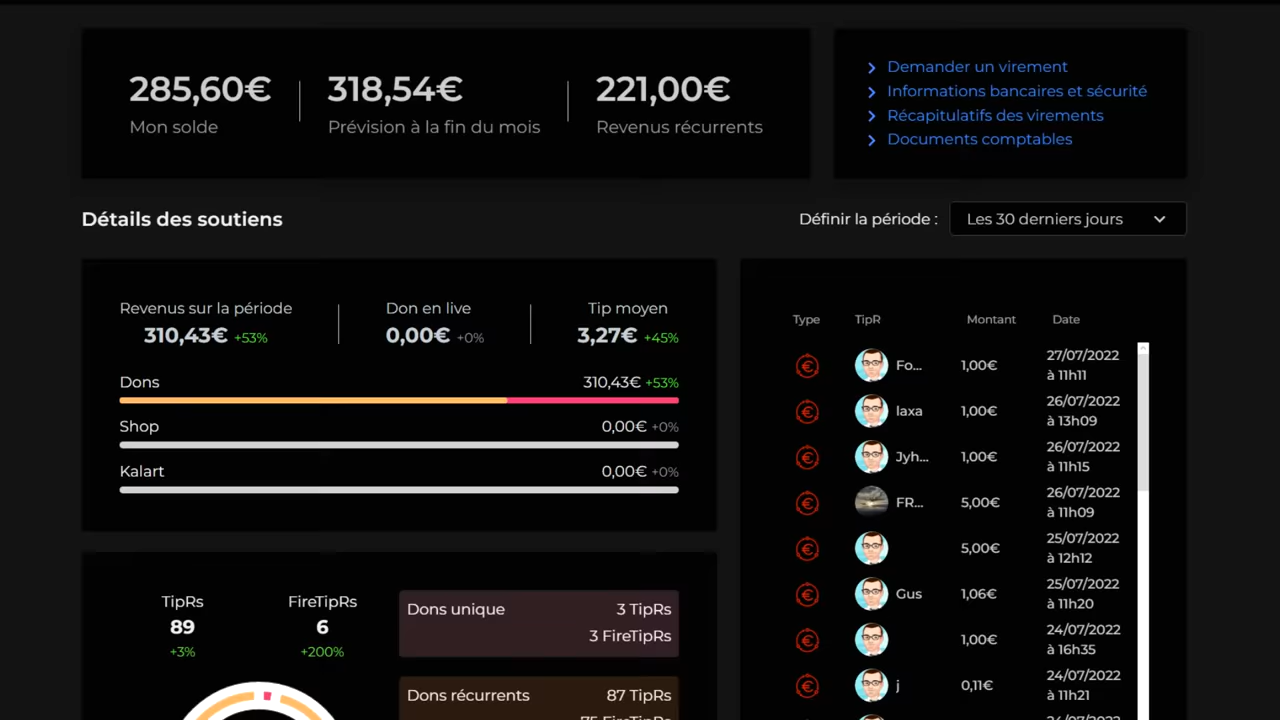 285,60€
Mon solde
318,54€
Prévision à la fin du mois
221,00€
Revenus récurrents
Demander un virement
Informations bancaires et sécurité
Récapitulatifs des virements
Documents comptables
Détails des soutiens
Définir la période :
Les 30 derniers jours
Revenus sur la période
310,43€ +53%
Don en live
0,00€ +0%
Tip moyen
3,27€ +45%
Dons
310,43€ +53%
Shop
0,00€ +0%
Kalart
0,00€ +0%
TipRs
89
+3%
FireTipRs
6
+200%
Dons unique
3 TipRs
3 FireTipRs
Dons récurrents
87 TipRs
75 FireTipRs
Type TipR Montant Date
Fo... 1,00€ 27/07/2022
à 11h11
laxa 1,00€ 26/07/2022
à 13h09
Jyh... 1,00€ 26/07/2022
à 11h15
FR... 5,00€ 26/07/2022
à 11h09
5,00€ 25/07/2022
à 12h12
Gus 1,06€ 25/07/2022
à 11h20
1,00€ 24/07/2022
à 16h35
j 0,11€ 24/07/2022
à 11h21
24/07/2022